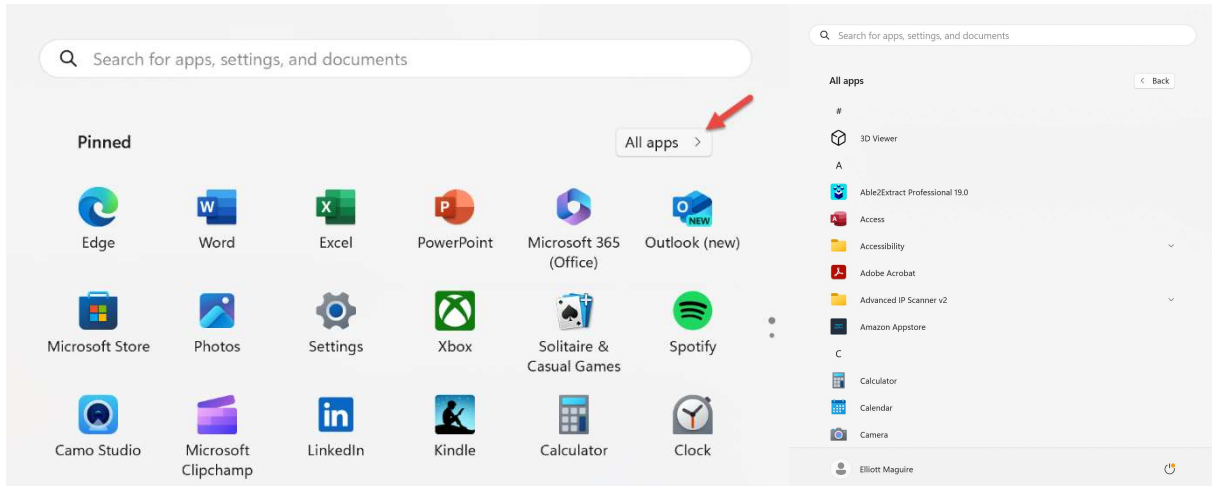 Search for apps, settings, and documents
Pinned
All apps
Edge
Word
Excel
PowerPoint
Microsoft 365
(Office)
Outlook (new)
NEW
Microsoft Store
Photos
Settings
Xbox
Solitaire &
Casual Games
Spotify
Camo Studio
Microsoft
Clipchamp
LinkedIn
Kindle
Calculator
Clock
Search for apps, settings, and documents
All apps
Back
#
3D Viewer
A
Able2Extract Professional 19.0
Access
Accessibility
Adobe Acrobat
Advanced IP Scanner v2
Amazon Appstore
C
Calculator
Calendar
Camera
Elliott Maguire